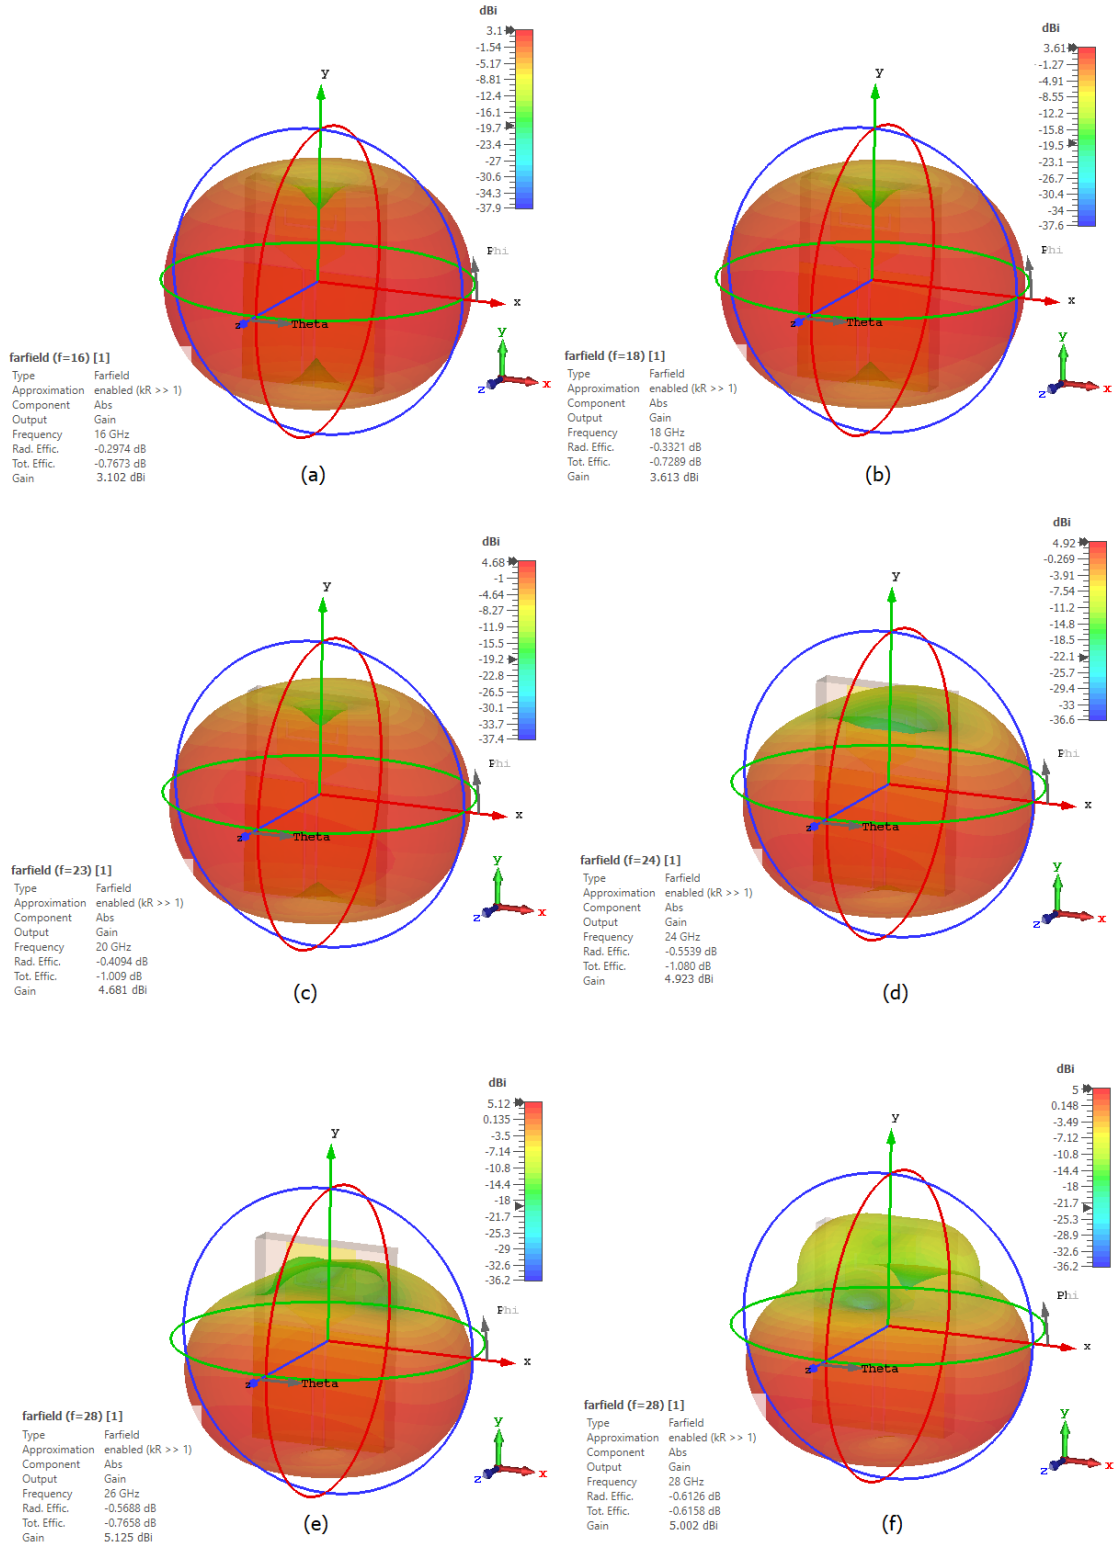 dBi
3.1
-1.54
-5.17
-8.81
-12.4
-16.1
-19.7
-23.4
-27
-30.6
-34.3
-37.9
y
Phi
x
z
Theta
y
x
z
farfield (f=16) [1]
Type Farfield
Approximation enabled (kR >> 1)
Component Abs
Output Gain
Frequency 16 GHz
Rad. Effic. -0.2974 dB
Tot. Effic. -0.7673 dB
Gain 3.102 dBi
(a)
dBi
3.61
-1.27
-4.91
-8.55
-12.2
-15.8
-19.5
-23.1
-26.7
-30.4
-34
-37.6
y
Phi
x
z
Theta
y
x
z
farfield (f=18) [1]
Type Farfield
Approximation enabled (kR >> 1)
Component Abs
Output Gain
Frequency 18 GHz
Rad. Effic. -0.3321 dB
Tot. Effic. -0.7289 dB
Gain 3.613 dBi
(b)
dBi
4.68
-1
-4.64
-8.27
-11.9
-15.5
-19.2
-22.8
-26.5
-30.1
-33.7
-37.4
y
Phi
x
z
Theta
y
x
z
farfield (f=23) [1]
Type Farfield
Approximation enabled (kR >> 1)
Component Abs
Output Gain
Frequency 20 GHz
Rad. Effic. -0.4094 dB
Tot. Effic. -1.009 dB
Gain 4.681 dBi
(c)
dBi
4.92
-0.269
-3.91
-7.54
-11.2
-14.8
-18.5
-22.1
-25.7
-29.4
-33
-36.6
y
Phi
x
z
Theta
y
x
z
farfield (f=24) [1]
Type Farfield
Approximation enabled (kR >> 1)
Component Abs
Output Gain
Frequency 24 GHz
Rad. Effic. -0.5539 dB
Tot. Effic. -1.080 dB
Gain 4.923 dBi
(d)
dBi
5.12
0.135
-3.5
-7.14
-10.8
-14.4
-18
-21.7
-25.3
-29
-32.6
-36.2
y
Phi
x
z
Theta
y
x
z
farfield (f=28) [1]
Type Farfield
Approximation enabled (kR >> 1)
Component Abs
Output Gain
Frequency 26 GHz
Rad. Effic. -0.5688 dB
Tot. Effic. -0.7658 dB
Gain 5.125 dBi
(e)
dBi
5
0.148
-3.49
-7.12
-10.8
-14.4
-18
-21.7
-25.3
-28.9
-32.6
-36.2
y
Phi
x
z
Theta
y
x
z
farfield (f=28) [1]
Type Farfield
Approximation enabled (kR >> 1)
Component Abs
Output Gain
Frequency 28 GHz
Rad. Effic. -0.6126 dB
Tot. Effic. -0.6158 dB
Gain 5.002 dBi
(f)